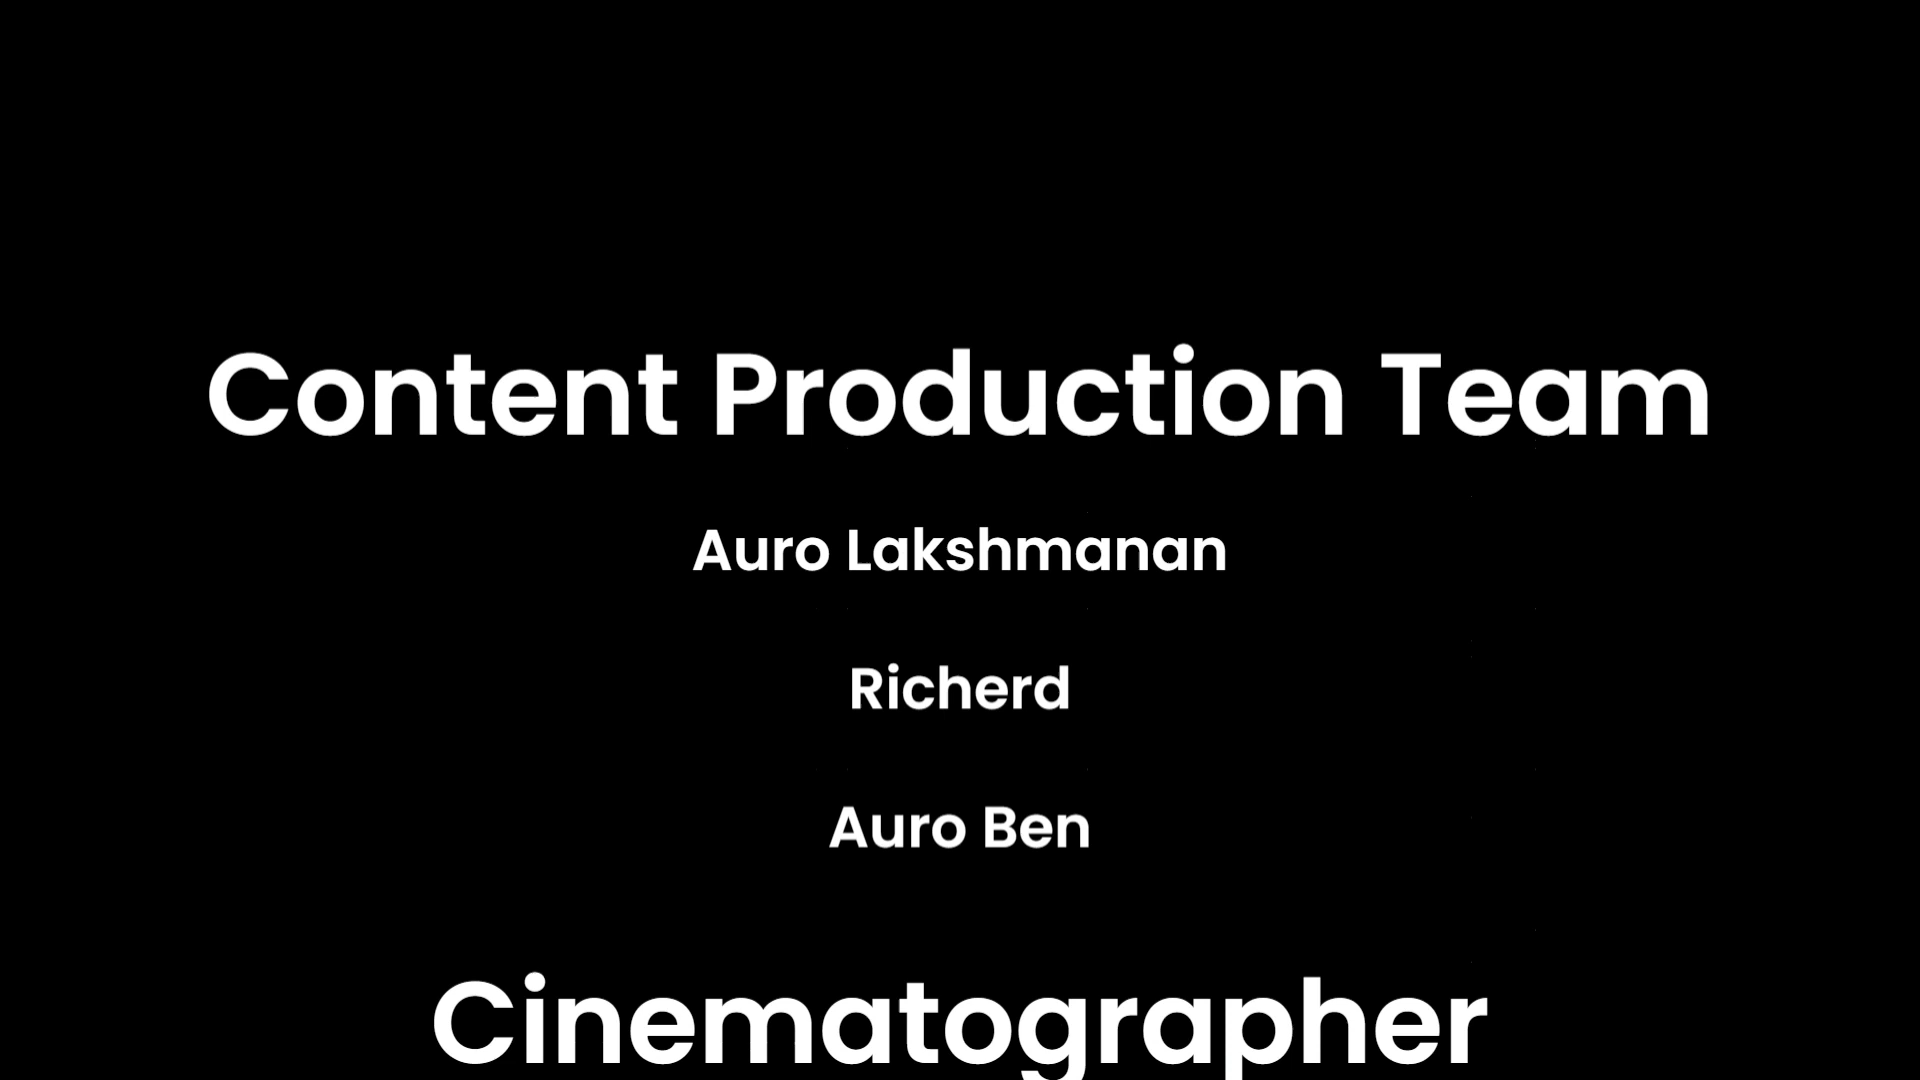 Content Production Team
Auro Lakshmanan
Richerd
Auro Ben
Cinematographer